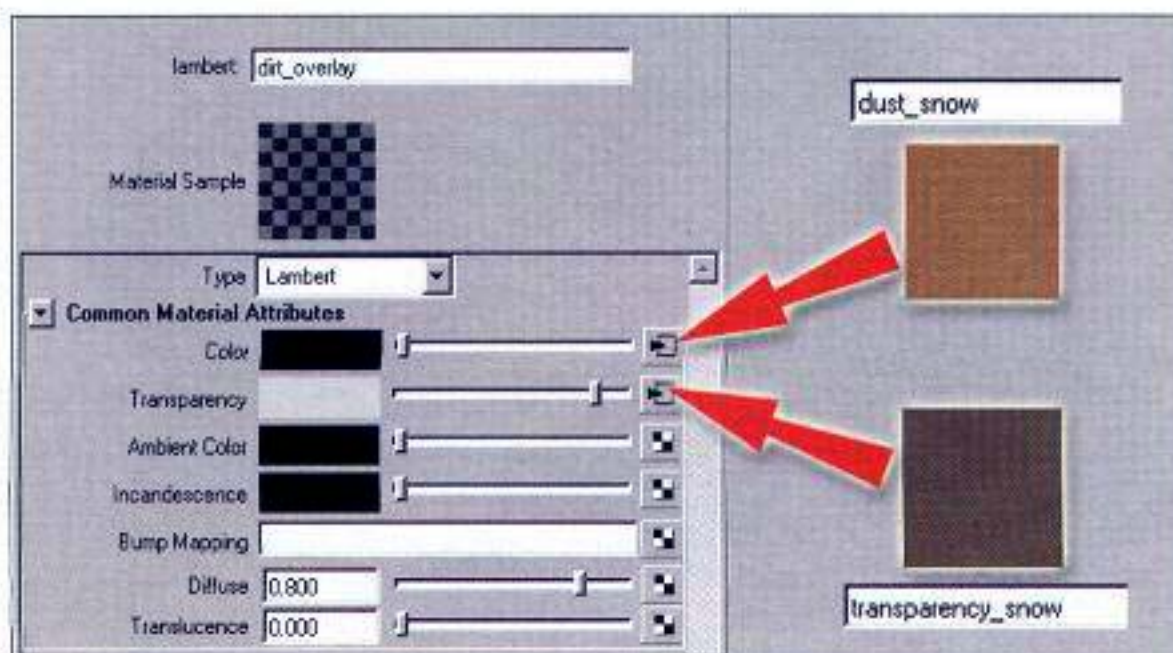 lambert: dirt_overlay
Material Sample
Type Lambert
Common Material Attributes
Color
Transparency
Ambient Color
Incandescence
Bump Mapping
Diffuse 0.800
Translucence 0.000
dust_snow
transparency_snow